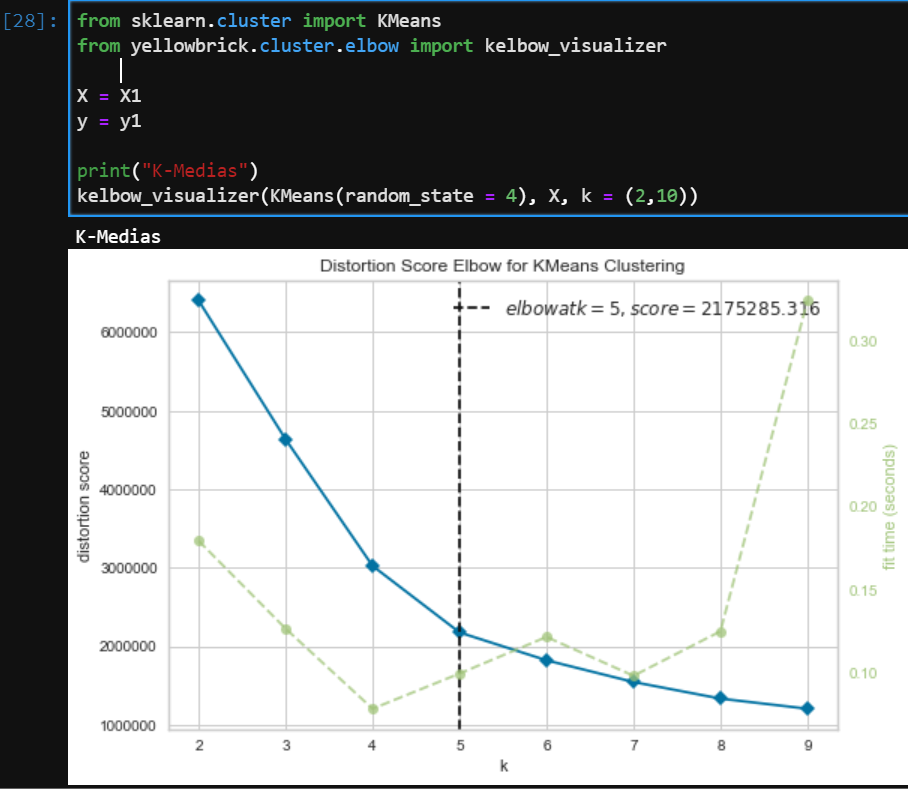 [28]: from sklearn.cluster import KMeans
from yellowbrick.cluster.elbow import kelbow_visualizer
X = X1
y = y1
print("K-Medias")
kelbow_visualizer(KMeans(random_state = 4), X, k = (2,10))
K-Medias
Distortion Score Elbow for KMeans Clustering
elbowatk = 5, score = 2175285.316
6000000
5000000
4000000
3000000
2000000
1000000
distortion score
0.30
0.25
0.20
0.15
0.10
fit time (seconds)
2 3 4 5 6 7 8 9
k